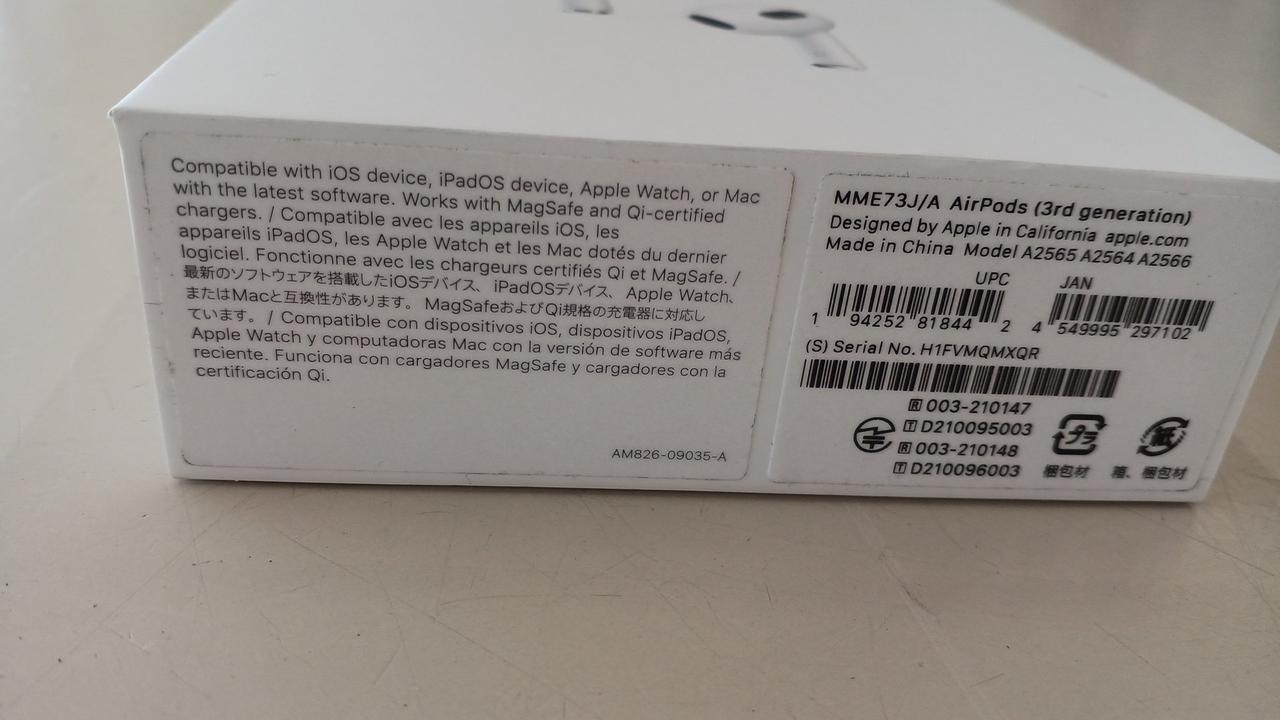 Compatible with iOS device, iPadOS device, Apple Watch, or Mac
with the latest software. Works with MagSafe and Qi-certified
chargers. / Compatible avec les appareils iOS, les
appareils iPadOS, les Apple Watch et les Mac dotés du dernier
logiciel. Fonctionne avec les chargeurs certifiés Qi et MagSafe. /
最新のソフトウェアを搭載したiOSデバイス、iPadOSデバイス、Apple Watch、
またはMacと互換性があります。 MagSafeおよびQi規格の充電器に対応し
ています。 / Compatible con dispositivos iOS, dispositivos iPadOS,
Apple Watch y computadoras Mac con la versión de software más
reciente. Funciona con cargadores MagSafe y cargadores con la
certificación Qi.
AM826-09035-A
MME73J/A AirPods (3rd generation)
Designed by Apple in California apple.com
Made in China Model A2565 A2564 A2566
UPC JAN
1 94252 81844 2 4 549995 297102
(S) Serial No. H1FVMQMXQR
R 003-210147
T D210095003
R 003-210148
T D210096003
プラ 紙
梱包材 箱、梱包材